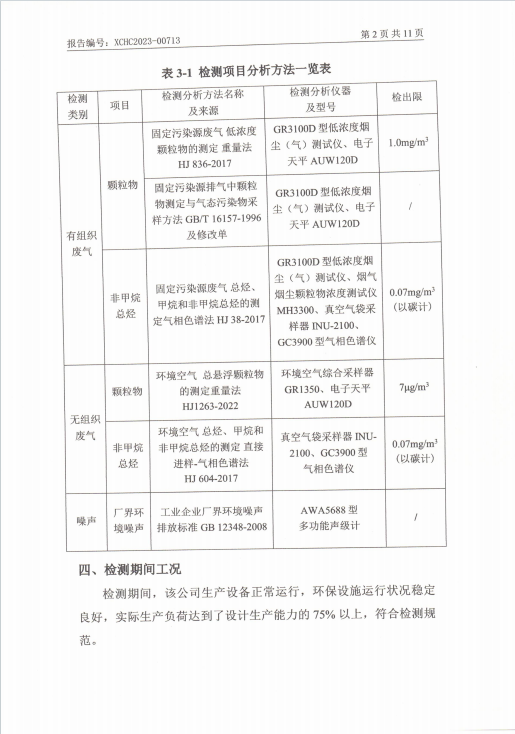 报告编号：XCHC2023-00713
第 2 页 共 11 页
表 3-1 检测项目分析方法一览表
检测
类别
项目
检测分析方法名称
及来源
检测分析仪器
及型号
检出限
有组织
废气
颗粒物
固定污染源废气 低浓度
颗粒物的测定 重量法
HJ 836-2017
GR3100D 型低浓度烟
尘（气）测试仪、电子
天平 AUW120D
1.0mg/m³
固定污染源排气中颗粒
物测定与气态污染物采
样方法 GB/T 16157-1996
及修改单
GR3100D 型低浓度烟
尘（气）测试仪、电子
天平 AUW120D
/
非甲烷
总烃
固定污染源废气 总烃、
甲烷和非甲烷总烃的测
定气相色谱法 HJ 38-2017
GR3100D 型低浓度烟
尘（气）测试仪、烟气
烟尘颗粒物浓度测试仪
MH3300、真空气袋采
样器 INU-2100、
GC3900 型气相色谱仪
0.07mg/m³
（以碳计）
无组织
废气
颗粒物
环境空气 总悬浮颗粒物
的测定重量法
HJ1263-2022
环境空气综合采样器
GR1350、电子天平
AUW120D
7μg/m³
非甲烷
总烃
环境空气 总烃、甲烷和
非甲烷总烃的测定 直接
进样-气相色谱法
HJ 604-2017
真空气袋采样器 INU-
2100、GC3900 型
气相色谱仪
0.07mg/m³
（以碳计）
噪声
厂界环
境噪声
工业企业厂界环境噪声
排放标准 GB 12348-2008
AWA5688 型
多功能声级计
/
四、检测期间工况
检测期间，该公司生产设备正常运行，环保设施运行状况稳定
良好，实际生产负荷达到了设计生产能力的 75% 以上，符合检测规
范。